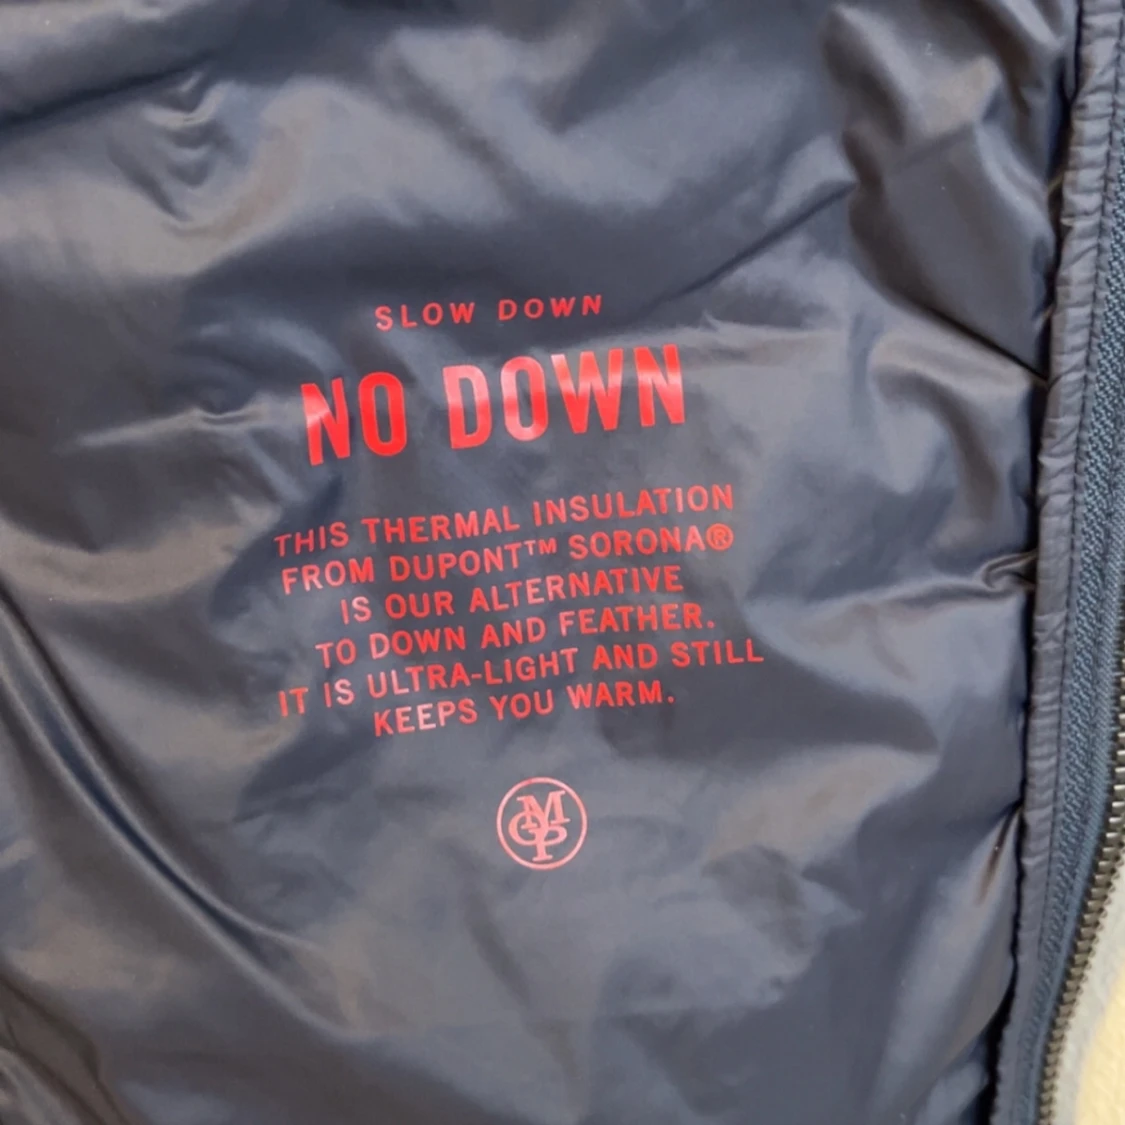 SLOW DOWN
NO DOWN
THIS THERMAL INSULATION
FROM DUPONT™ SORONA®
IS OUR ALTERNATIVE
TO DOWN AND FEATHER.
IT IS ULTRA-LIGHT AND STILL
KEEPS YOU WARM.
MOP